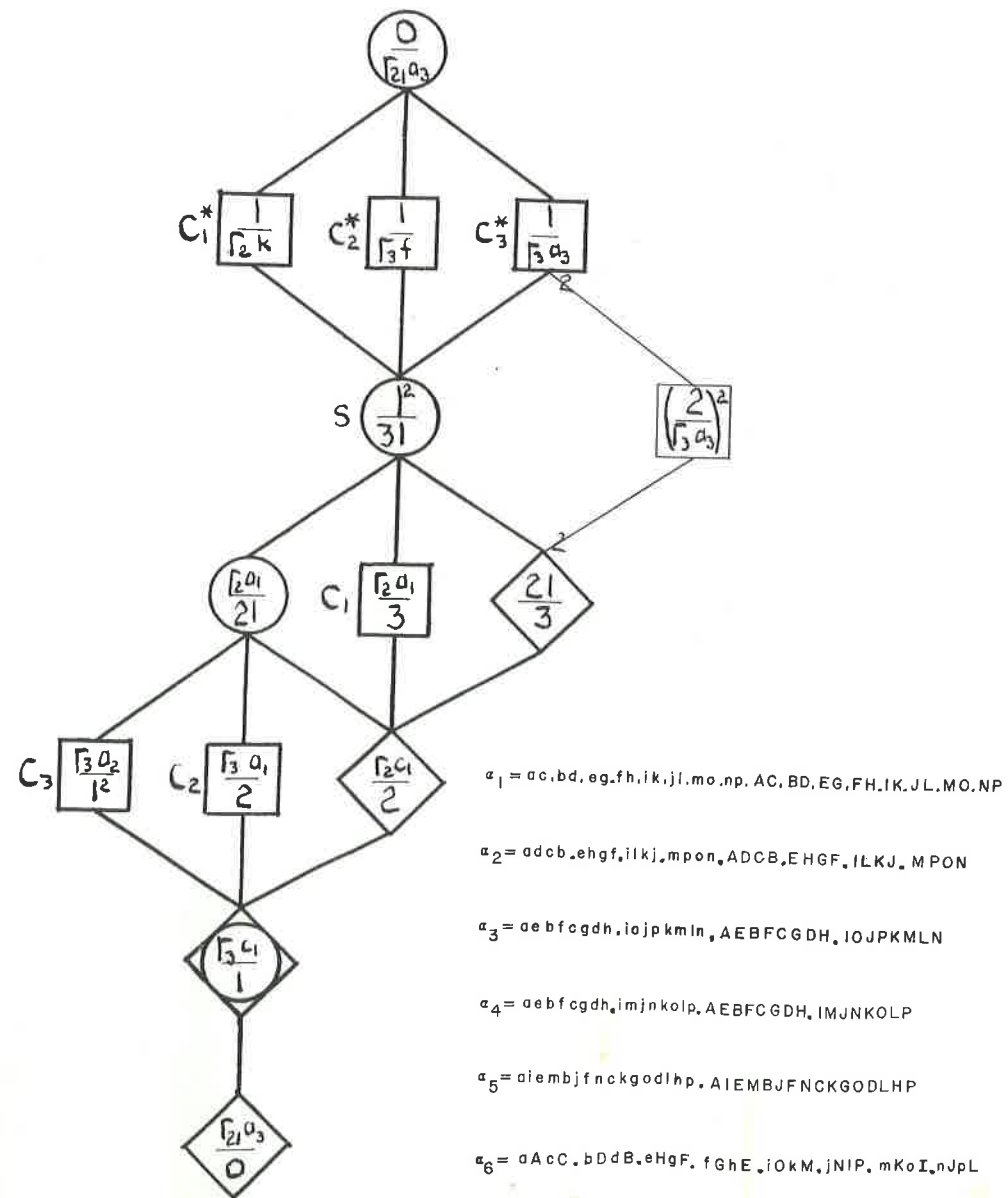 0
Γ21a3
C1* 1 C2* 1 C3* 1
Γ2k Γ3f Γ3a3
2
S 1²
31
(2
Γ3a3)²
Γ2a1
21
C1 Γ2a1
3
2
21
3
C3 Γ3a2
1²
C2 Γ3a1
2
Γ2c1
2
α1 = ac.bd.eg.fh.ik.jl.mo.np.AC.BD.EG.FH.IK.JL.MO.NP
α2 = adcb.ehgf.ilkj.mpon.ADCB.EHGF.ILKJ.MPON
α3 = aebfcgdh.iojpkmln.AEBFCGDH.IOJPKMLN
Γ3c1
1
α4 = aebfcgdh.imjnkolp.AEBFCGDH.IMJNKOLP
α5 = aiembjfnckgodlhp.AIEMBJFNCKGODLHP
Γ21a3
0
α6 = aAcC.bDdB.eHgF.fGhE.iOkM.jNlP.mKoI.nJpL